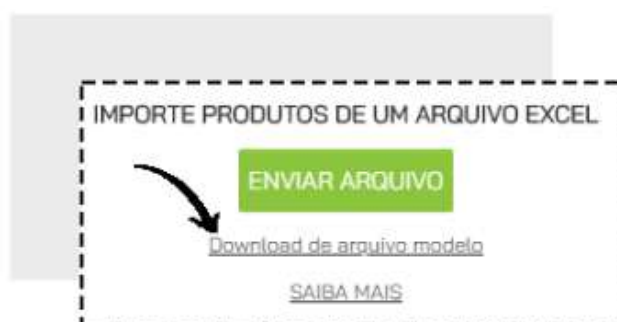 IMPORTE PRODUTOS DE UM ARQUIVO EXCEL
ENVIAR ARQUIVO
Download de arquivo modelo
SAIBA MAIS